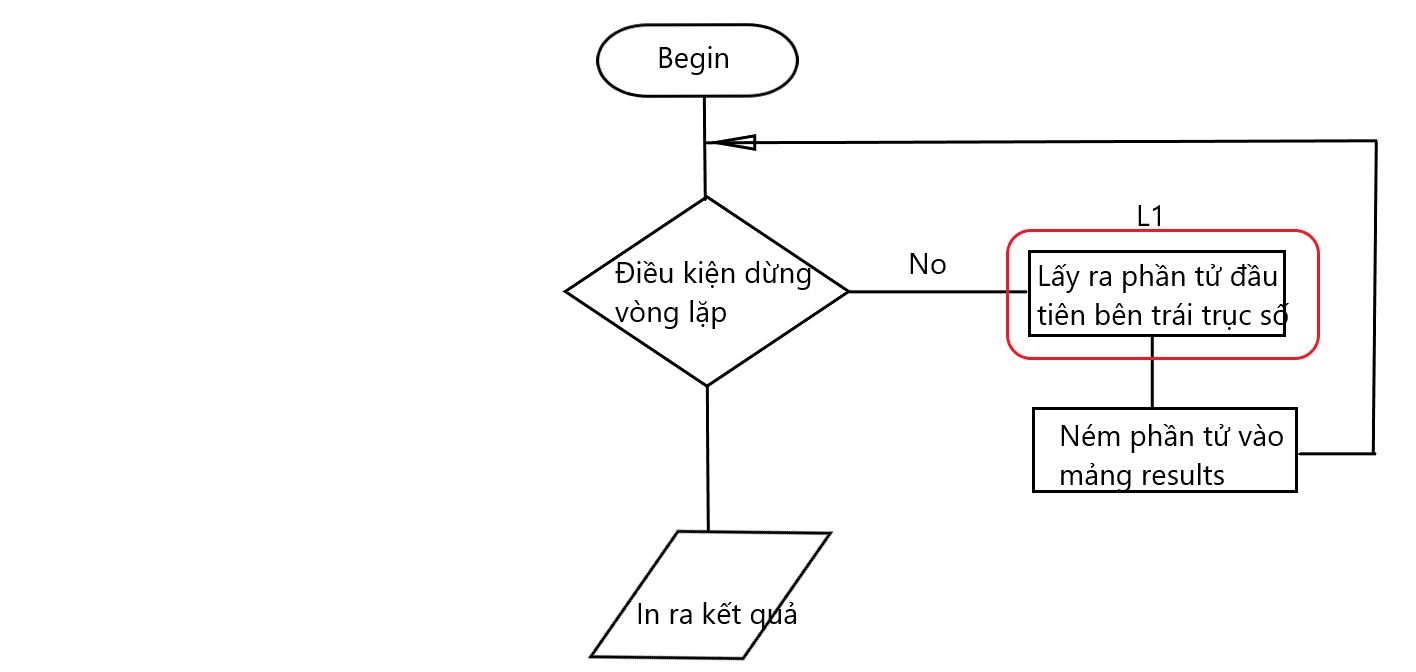 Begin
L1
Điều kiện dừng
vòng lặp
No
Lấy ra phần tử đầu
tiên bên trái trục số
Ném phần tử vào
mảng results
In ra kết quả